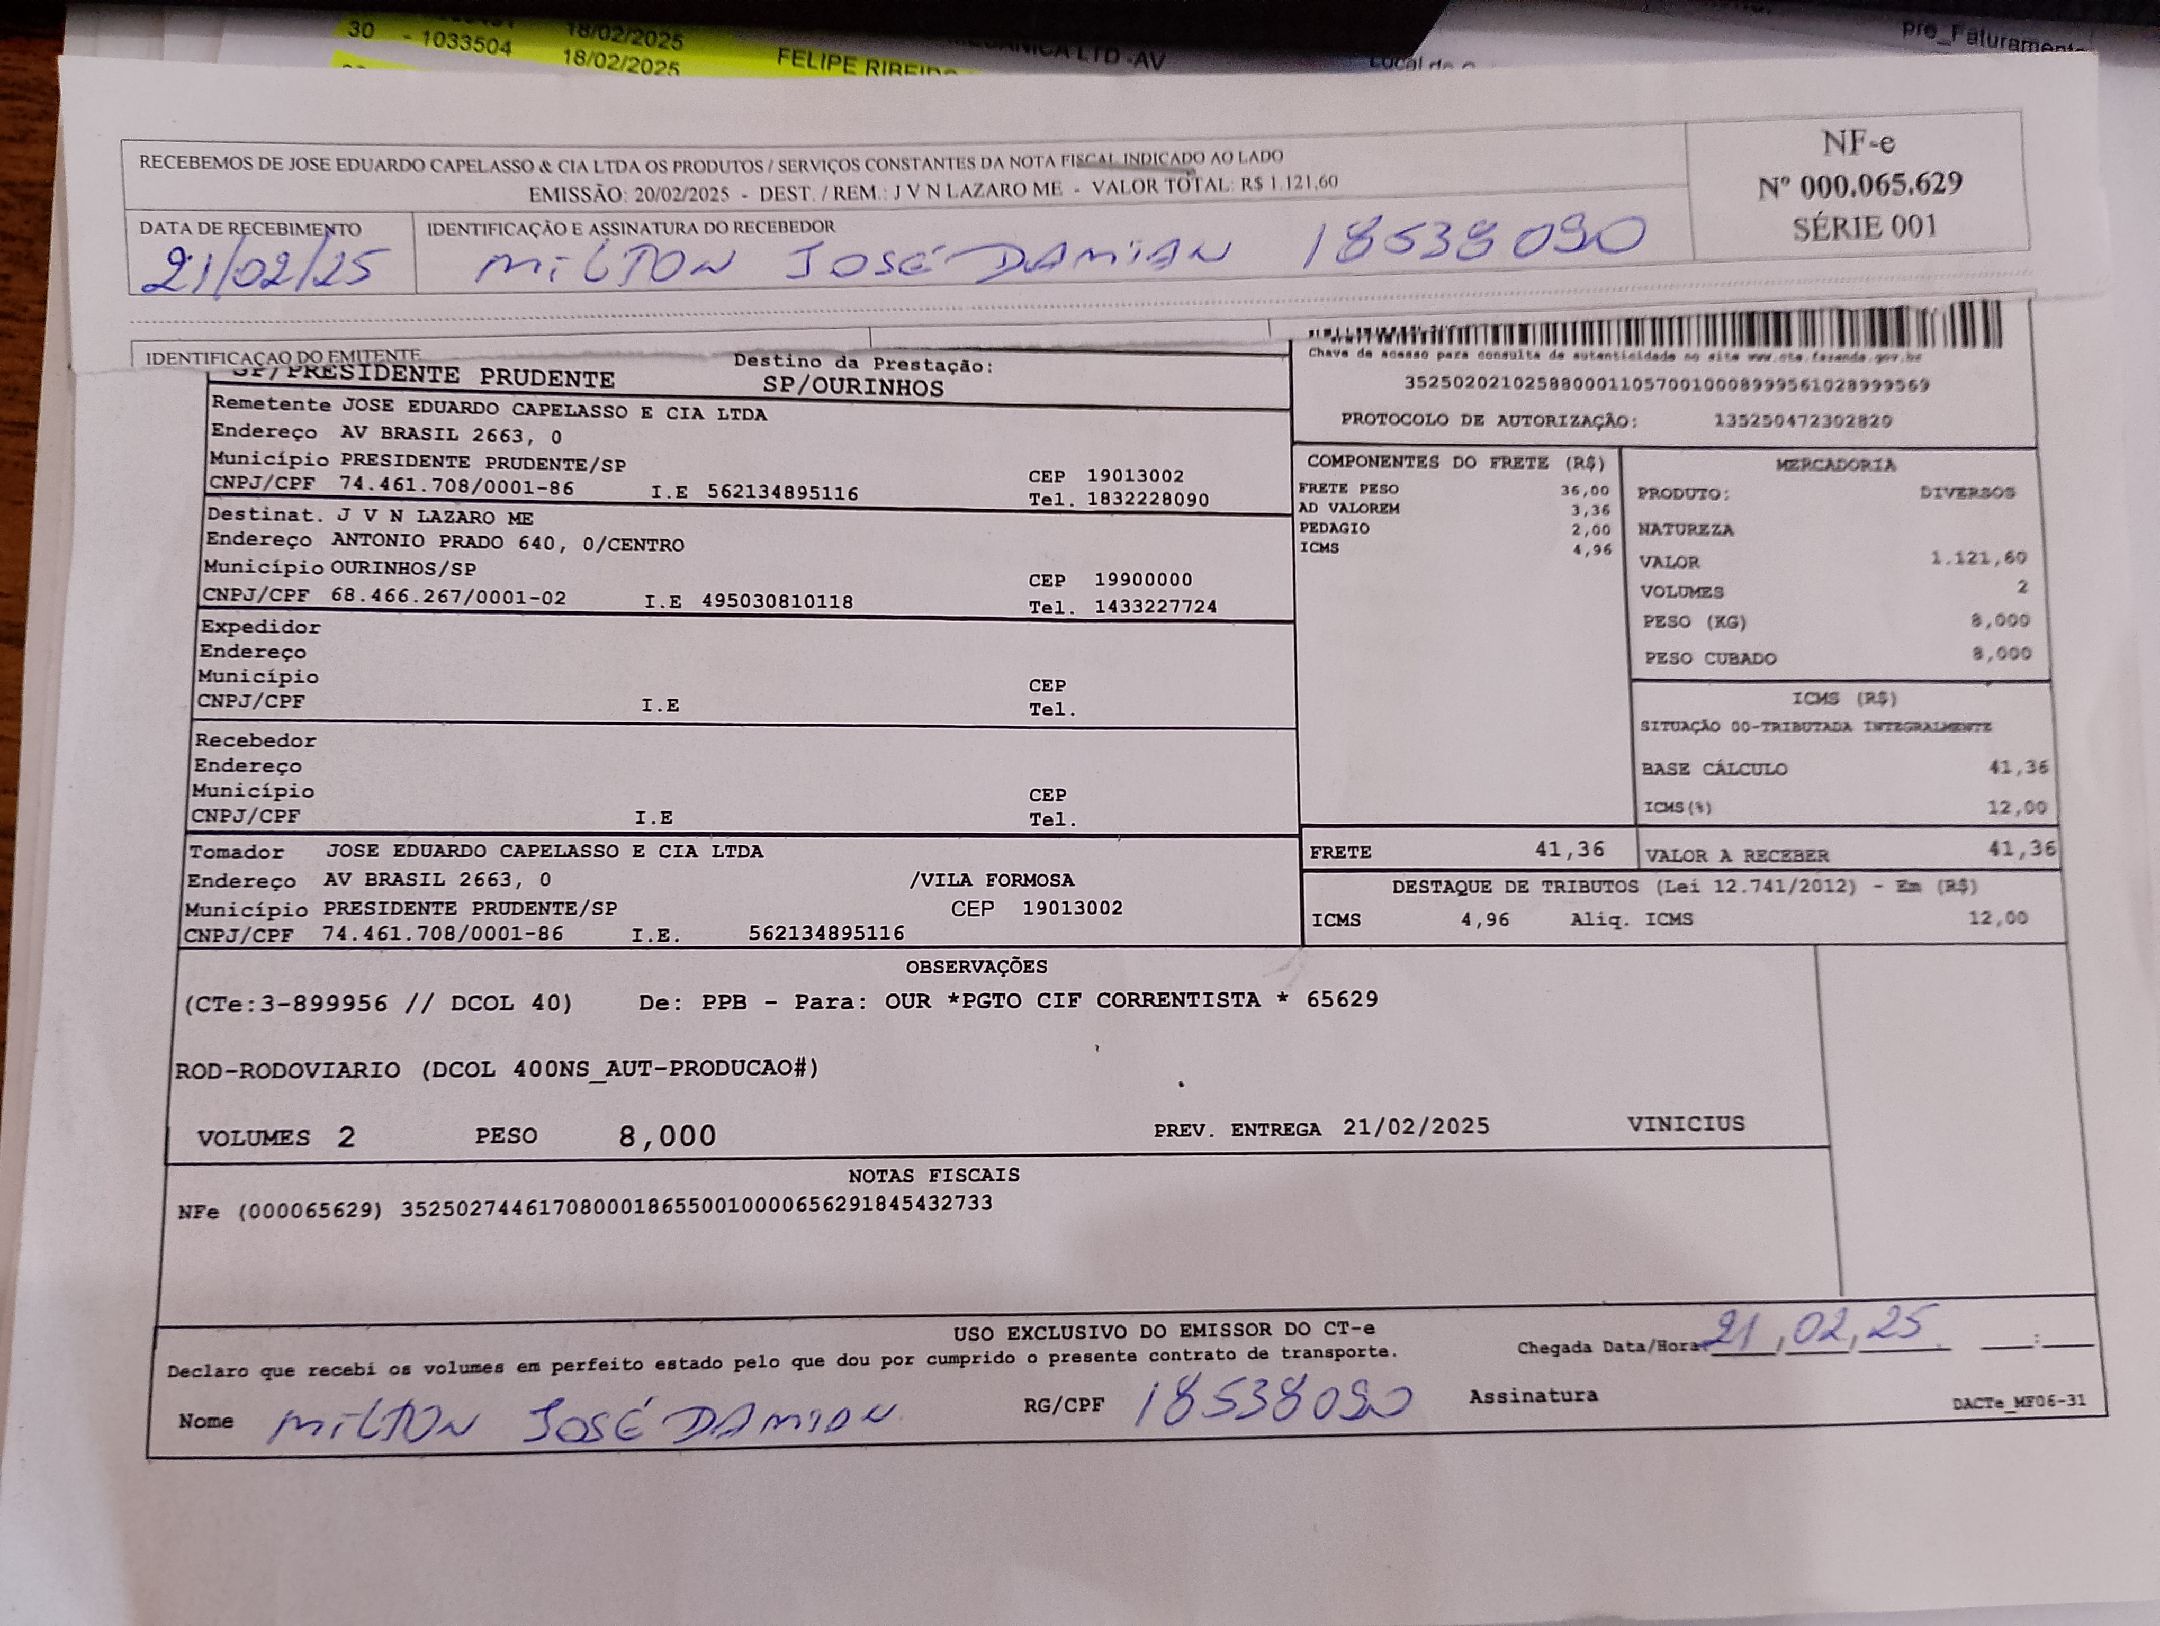 18/02/2025
30 - 1033504 18/02/2025 FELIPE RIBEIRO
MECANICA LTD -AV
Local de
pre_Faturamento
RECEBEMOS DE JOSE EDUARDO CAPELASSO & CIA LTDA OS PRODUTOS / SERVIÇOS CONSTANTES DA NOTA FISCAL INDICADO AO LADO
EMISSÃO: 20/02/2025 - DEST. / REM.: J V N LAZARO ME - VALOR TOTAL: R$ 1.121,60
NF-e
Nº 000.065.629
SÉRIE 001
DATA DE RECEBIMENTO
21/02/25
IDENTIFICAÇÃO E ASSINATURA DO RECEBEDOR
MILTON JOSÉ DAMIAN 18538090
IDENTIFICAÇAO DO EMITENTE
SP/PRESIDENTE PRUDENTE
Destino da Prestação:
SP/OURINHOS
Chave de acesso para consulta de autenticidade no site www.cte.fazenda.gov.br
PROTOCOLO DE AUTORIZAÇÃO: 135250472302820
Remetente JOSE EDUARDO CAPELASSO E CIA LTDA
Endereço AV BRASIL 2663, 0
Município PRESIDENTE PRUDENTE/SP CEP 19013002
CNPJ/CPF 74.461.708/0001-86 I.E 562134895116 Tel. 1832228090
Destinat. J V N LAZARO ME
Endereço ANTONIO PRADO 640, 0/CENTRO
Município OURINHOS/SP CEP 19900000
CNPJ/CPF 68.466.267/0001-02 I.E 495030810118 Tel. 1433227724
Expedidor
Endereço
Município CEP
CNPJ/CPF I.E Tel.
Recebedor
Endereço
Município CEP
CNPJ/CPF I.E Tel.
Tomador JOSE EDUARDO CAPELASSO E CIA LTDA
Endereço AV BRASIL 2663, 0 /VILA FORMOSA
Município PRESIDENTE PRUDENTE/SP CEP 19013002
CNPJ/CPF 74.461.708/0001-86 I.E. 562134895116
COMPONENTES DO FRETE (R$)
FRETE PESO 36,00
AD VALOREM 3,36
PEDAGIO 2,00
ICMS 4,96
MERCADORIA
PRODUTO: DIVERSOS
NATUREZA
VALOR 1.121,60
VOLUMES 2
PESO (KG) 8,000
PESO CUBADO 8,000
ICMS (R$)
SITUAÇÃO 00-TRIBUTADA INTEGRALMENTE
BASE CÁLCULO 41,36
ICMS(%) 12,00
FRETE 41,36 VALOR A RECEBER 41,36
DESTAQUE DE TRIBUTOS (Lei 12.741/2012) - Em (R$)
ICMS 4,96 Aliq. ICMS 12,00
OBSERVAÇÕES
(CTe:3-899956 // DCOL 40) De: PPB - Para: OUR *PGTO CIF CORRENTISTA * 65629
ROD-RODOVIARIO (DCOL 400NS_AUT-PRODUCAO#)
VOLUMES 2 PESO 8,000 PREV. ENTREGA 21/02/2025 VINICIUS
NOTAS FISCAIS
NFe (000065629) 35250274461708000186550010000656291845432733
USO EXCLUSIVO DO EMISSOR DO CT-e
Declaro que recebi os volumes em perfeito estado pelo que dou por cumprido o presente contrato de transporte.
Chegada Data/Hora: 21,02,25 :
Nome MILTON JOSÉ DAMIAN RG/CPF 18538090 Assinatura
DACTe_MF06-31